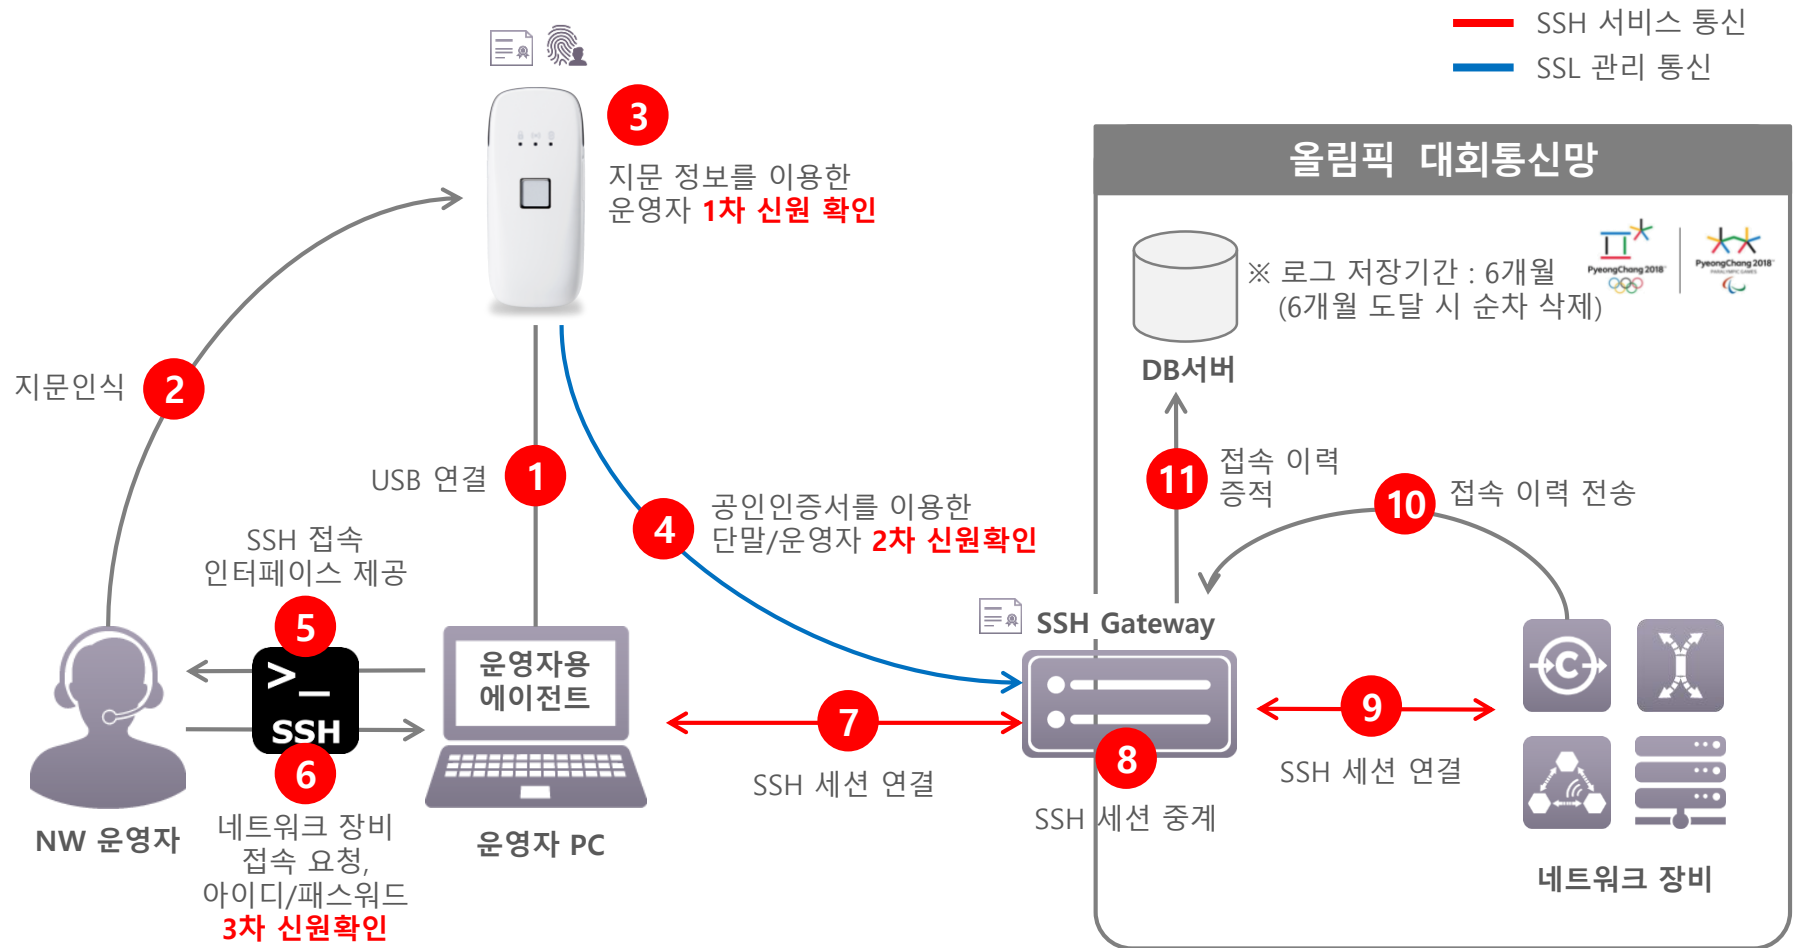 SSH 서비스 통신
SSL 관리 통신
3
지문 정보를 이용한
운영자 1차 신원 확인
올림픽 대회통신망
PyeongChang 2018
PyeongChang 2018
PARALYMPIC GAMES
※ 로그 저장기간 : 6개월
(6개월 도달 시 순차 삭제)
DB서버
지문인식
2
USB 연결
1
4
공인인증서를 이용한
단말/운영자 2차 신원확인
11
접속 이력
증적
10
접속 이력 전송
SSH 접속
인터페이스 제공
5
>_
SSH
6
네트워크 장비
접속 요청,
아이디/패스워드
3차 신원확인
NW 운영자
운영자용
에이전트
운영자 PC
7
SSH 세션 연결
SSH Gateway
8
SSH 세션 중계
9
SSH 세션 연결
C
네트워크 장비